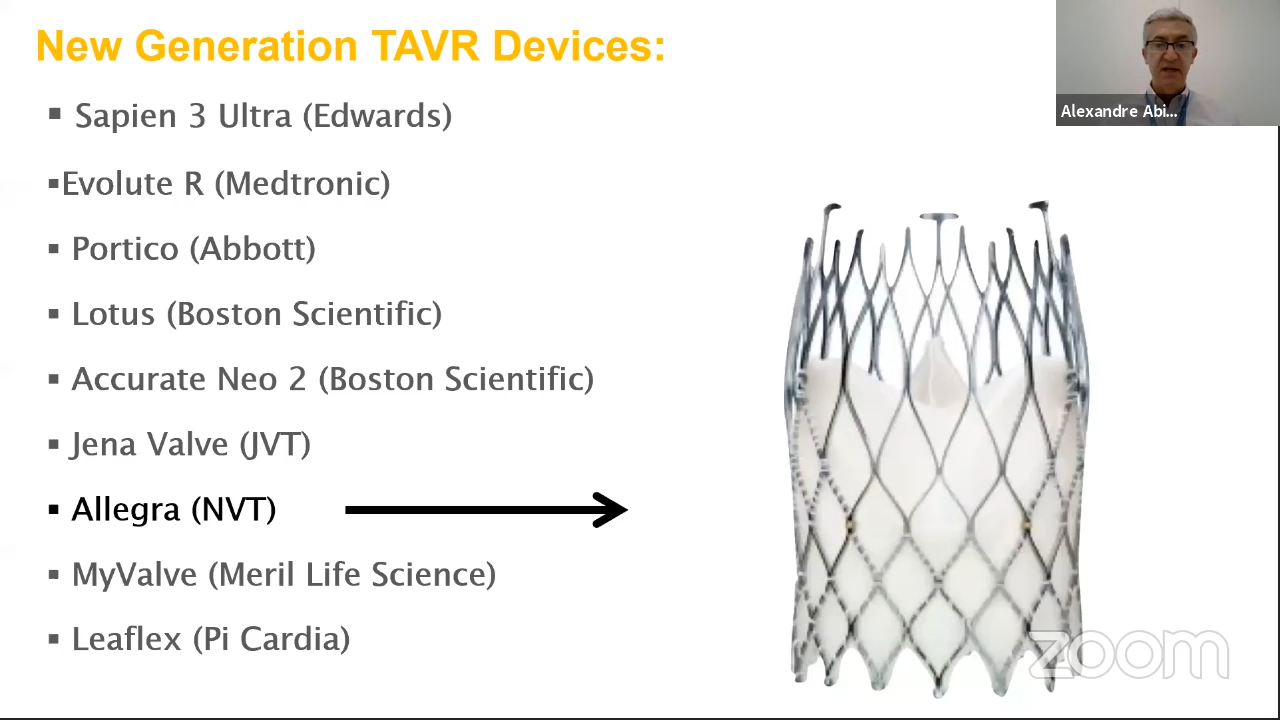 New Generation TAVR Devices:
Alexandre Abi...
▪ Sapien 3 Ultra (Edwards)
▪Evolute R (Medtronic)
▪ Portico (Abbott)
▪ Lotus (Boston Scientific)
▪ Accurate Neo 2 (Boston Scientific)
▪ Jena Valve (JVT)
▪ Allegra (NVT)
▪ MyValve (Meril Life Science)
▪ Leaflex (Pi Cardia)
zoom